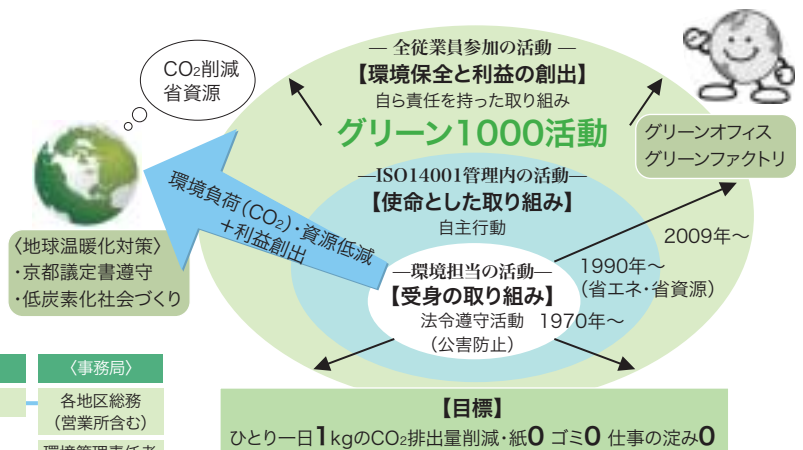 ― 全従業員参加の活動 ―
【環境保全と利益の創出】
自ら責任を持った取り組み
グリーン1000活動
CO₂削減
省資源
グリーンオフィス
グリーンファクトリ
―ISO14001管理内の活動―
【使命とした取り組み】
自主行動
環境負荷(CO₂)・資源低減
+利益創出
2009年~
〈地球温暖化対策〉
・京都議定書遵守
・低炭素化社会づくり
1990年~
(省エネ・省資源)
―環境担当の活動―
【受身の取り組み】
法令遵守活動 1970年~
(公害防止)
〈事務局〉
各地区総務
(営業所含む)
環境管理責任者
【目標】
ひとり一日1kgのCO₂排出量削減・紙0 ゴミ0 仕事の淀み0